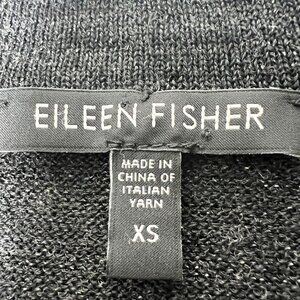 EILEEN FISHER
MADE IN
CHINA OF
ITALIAN
YARN
XS